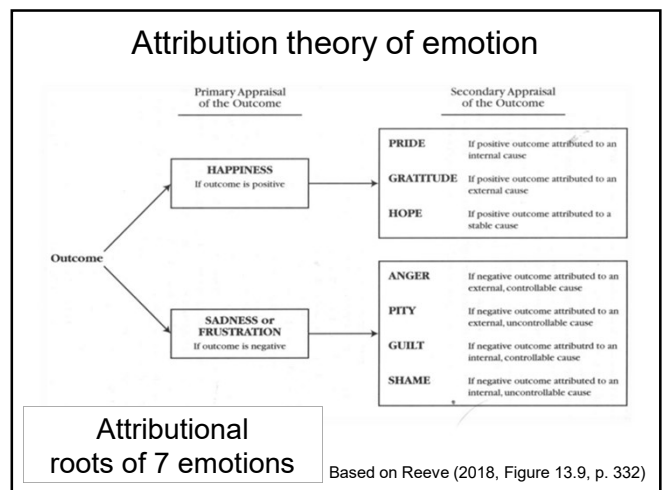 Attribution theory of emotion
Primary Appraisal
of the Outcome
Secondary Appraisal
of the Outcome
Outcome
HAPPINESS
If outcome is positive
PRIDE If positive outcome attributed to an
internal cause
GRATITUDE If positive outcome attributed to an
external cause
HOPE If positive outcome attributed to a
stable cause
SADNESS or
FRUSTRATION
If outcome is negative
ANGER If negative outcome attributed to an
external, controllable cause
PITY If negative outcome attributed to an
external, uncontrollable cause
GUILT If negative outcome attributrd to an
internal, controllable cause
SHAME If negative outcome attributed to an
internal, uncontrollable cause
Attributional
roots of 7 emotions
Based on Reeve (2018, Figure 13.9, p. 332)